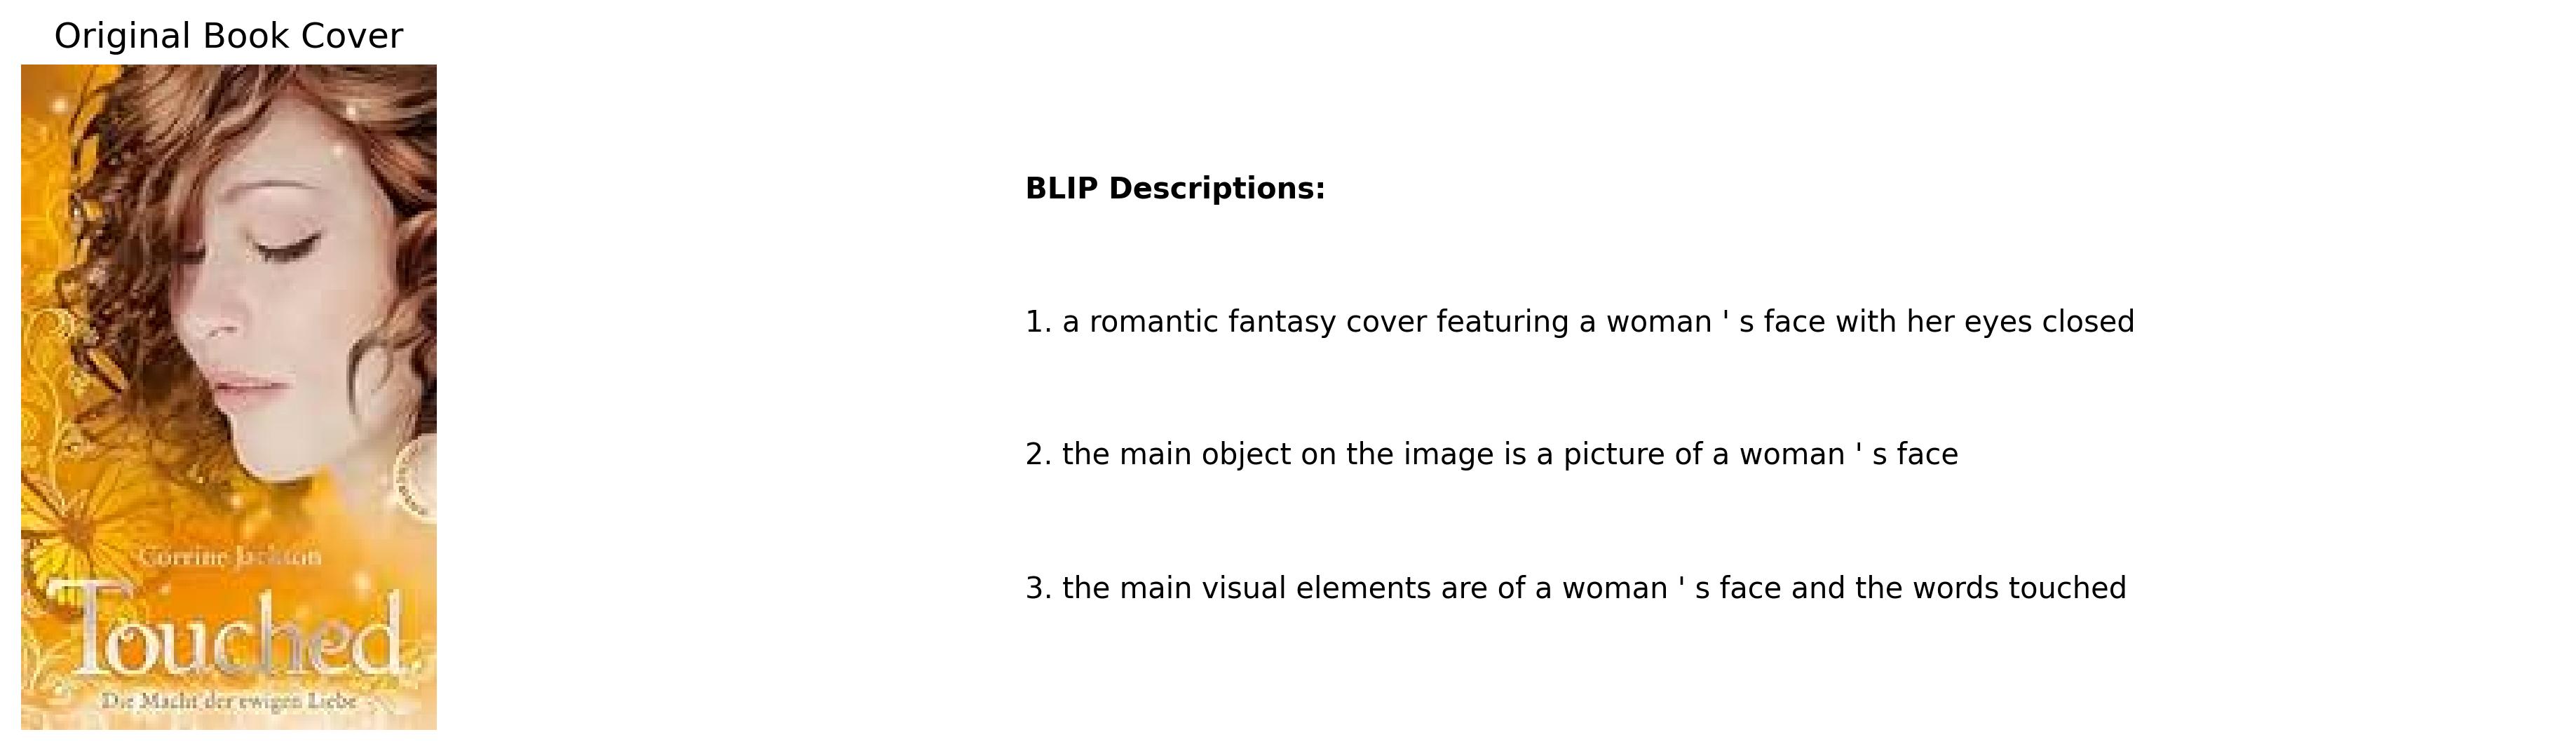 Original Book Cover
Corrine Jackson
Touched
Die Macht der ewigen Liebe
BLIP Descriptions:
1. a romantic fantasy cover featuring a woman ' s face with her eyes closed
2. the main object on the image is a picture of a woman ' s face
3. the main visual elements are of a woman ' s face and the words touched